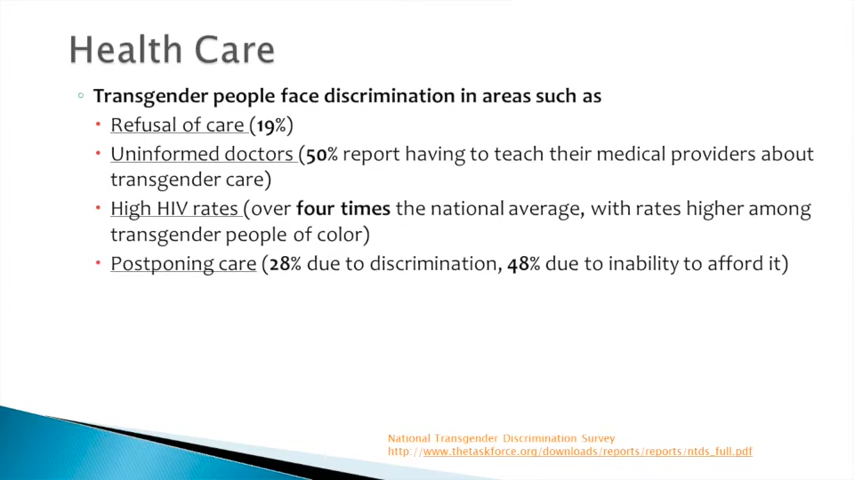 Health Care
Transgender people face discrimination in areas such as
Refusal of care (19%)
Uninformed doctors (50% report having to teach their medical providers about
transgender care)
High HIV rates (over four times the national average, with rates higher among
transgender people of color)
Postponing care (28% due to discrimination, 48% due to inability to afford it)
National Transgender Discrimination Survey
http://www.thetaskforce.org/downloads/reports/reports/ntds_full.pdf